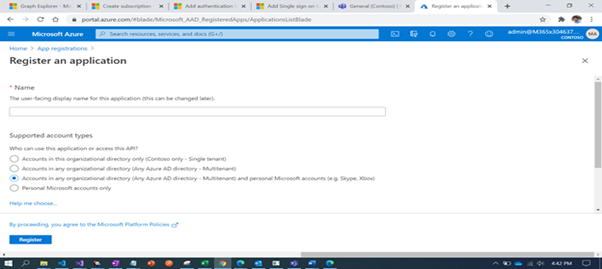 Graph Explorer - M
Create subscription
Add authentication
Add Single sign-on
General (Contoso)
Register an applicatio
portal.azure.com/#blade/Microsoft_AAD_RegisteredApps/ApplicationsListBlade
Microsoft Azure
Search resources, services, and docs (G+/)
admin@M365x304637...
CONTOSO
MA
Home > App registrations >
Register an application
* Name
The user-facing display name for this application (this can be changed later).
Supported account types
Who can use this application or access this API?
Accounts in this organizational directory only (Contoso only - Single tenant)
Accounts in any organizational directory (Any Azure AD directory - Multitenant)
Accounts in any organizational directory (Any Azure AD directory - Multitenant) and personal Microsoft accounts (e.g. Skype, Xbox)
Personal Microsoft accounts only
Help me choose...
By proceeding, you agree to the Microsoft Platform Policies
Register
4:42 PM